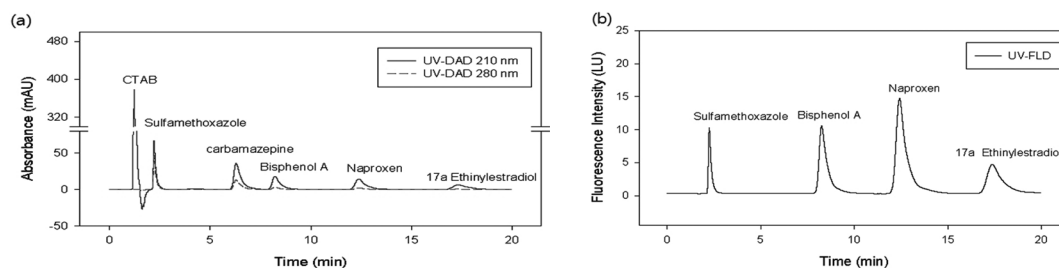 (a)
480
400
320
50
0
-50
Absorbance (mAU)
CTAB
Sulfamethoxazole
carbamazepine
Bisphenol A
Naproxen
17a Ethinylestradiol
UV-DAD 210 nm
UV-DAD 280 nm
0 5 10 15 20
Time (min)
(b)
25
20
15
10
5
0
-5
Fluorescence Intensity (LU)
UV-FLD
Naproxen
Sulfamethoxazole
Bisphenol A
17a Ethinylestradiol
0 5 10 15 20
Time (min)